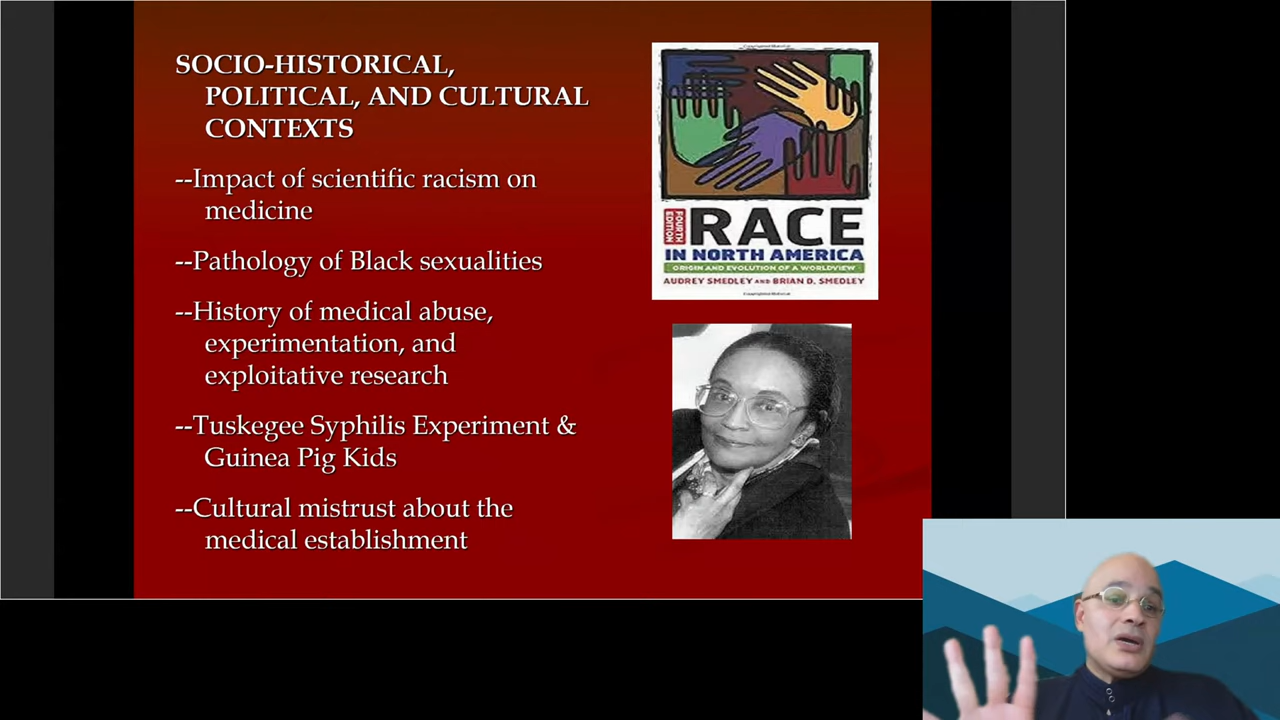 SOCIO-HISTORICAL,
POLITICAL, AND CULTURAL
CONTEXTS
--Impact of scientific racism on
medicine
--Pathology of Black sexualities
--History of medical abuse,
experimentation, and
exploitative research
--Tuskegee Syphilis Experiment &
Guinea Pig Kids
--Cultural mistrust about the
medical establishment
FOURTH
EDITION
RACE
IN NORTH AMERICA
ORIGIN AND EVOLUTION OF A WORLDVIEW
AUDREY SMEDLEY AND BRIAN D. SMEDLEY